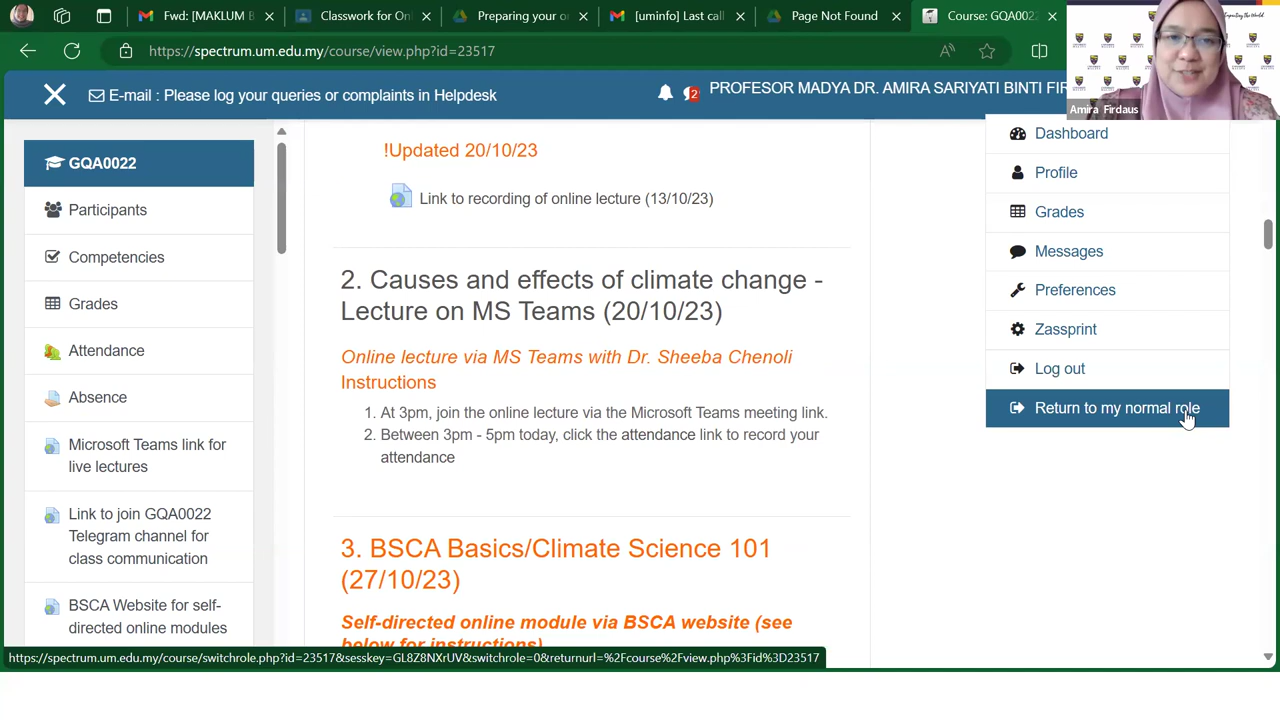 Fwd: [MAKLUM B
Classwork for Onl
Preparing your on
[uminfo] Last call
Page Not Found
Course: GQA0022
https://spectrum.um.edu.my/course/view.php?id=23517
E-mail : Please log your queries or complaints in Helpdesk
2
PROFESOR MADYA DR. AMIRA SARIYATI BINTI FIR
Amira Firdaus
GQA0022
Participants
Competencies
Grades
Attendance
Absence
Microsoft Teams link for
live lectures
Link to join GQA0022
Telegram channel for
class communication
BSCA Website for self-
directed online modules
!Updated 20/10/23
Link to recording of online lecture (13/10/23)
2. Causes and effects of climate change -
Lecture on MS Teams (20/10/23)
Online lecture via MS Teams with Dr. Sheeba Chenoli
Instructions
1. At 3pm, join the online lecture via the Microsoft Teams meeting link.
2. Between 3pm - 5pm today, click the attendance link to record your
attendance
3. BSCA Basics/Climate Science 101
(27/10/23)
Self-directed online module via BSCA website (see
below for instructions)
Dashboard
Profile
Grades
Messages
Preferences
Zassprint
Log out
Return to my normal role
https://spectrum.um.edu.my/course/switchrole.php?id=23517&sesskey=GL8Z8NXrUV&switchrole=0&returnurl=%2Fcourse%2Fview.php%3Fid%3D23517